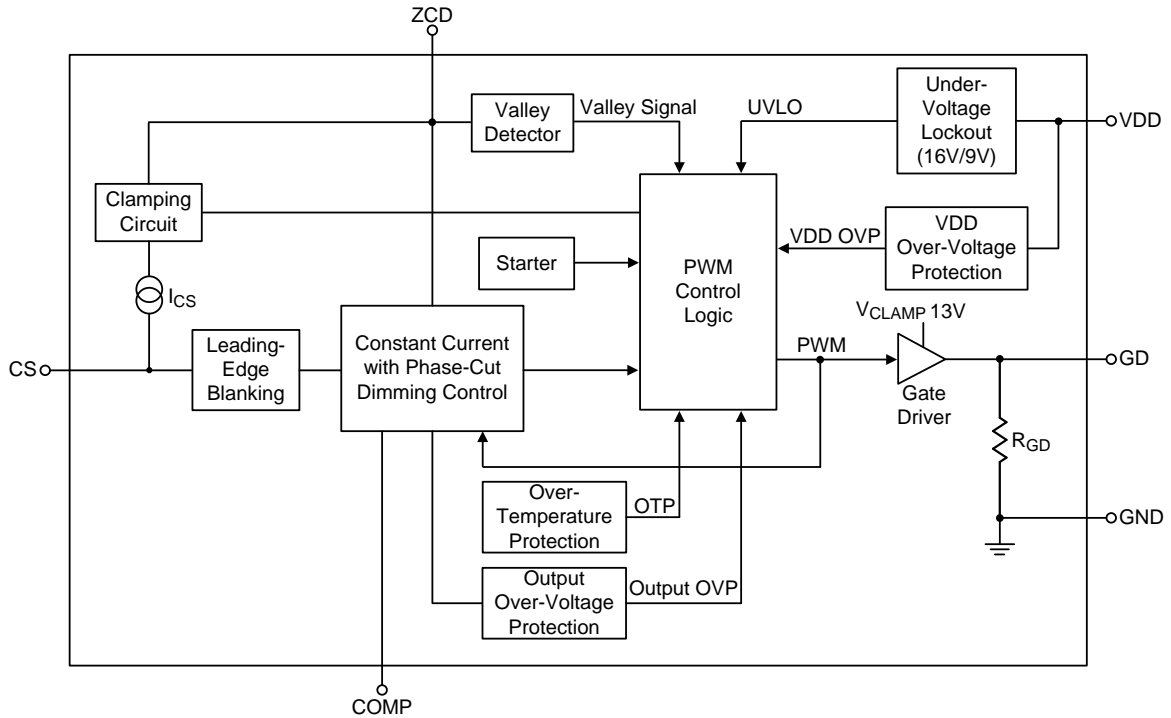 ZCD
Valley
Detector
Valley Signal
UVLO
Under-
Voltage
Lockout
(16V/9V)
VDD
Clamping
Circuit
Starter
PWM
Control
Logic
VDD OVP
VDD
Over-Voltage
Protection
ICS
CS
Leading-
Edge
Blanking
Constant Current
with Phase-Cut
Dimming Control
PWM
VCLAMP 13V
Gate
Driver
GD
RGD
Over-
Temperature
Protection
OTP
GND
Output
Over-Voltage
Protection
Output OVP
COMP